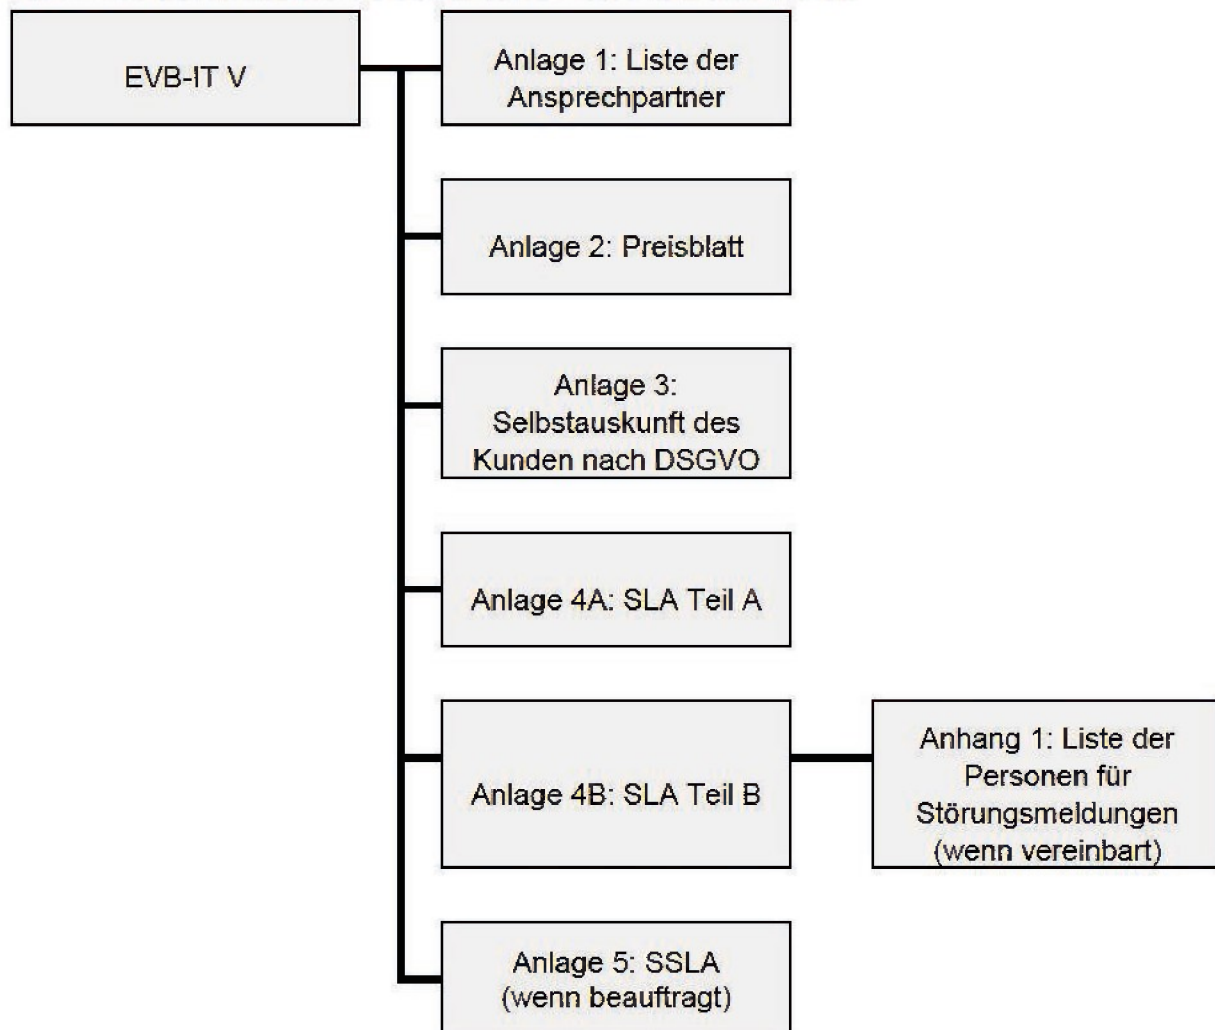 EVB-IT V
Anlage 1: Liste der
Ansprechpartner
Anlage 2: Preisblatt
Anlage 3:
Selbstauskunft des
Kunden nach DSGVO
Anlage 4A: SLA Teil A
Anlage 4B: SLA Teil B
Anhang 1: Liste der
Personen für
Störungsmeldungen
(wenn vereinbart)
Anlage 5: SSLA
(wenn beauftragt)